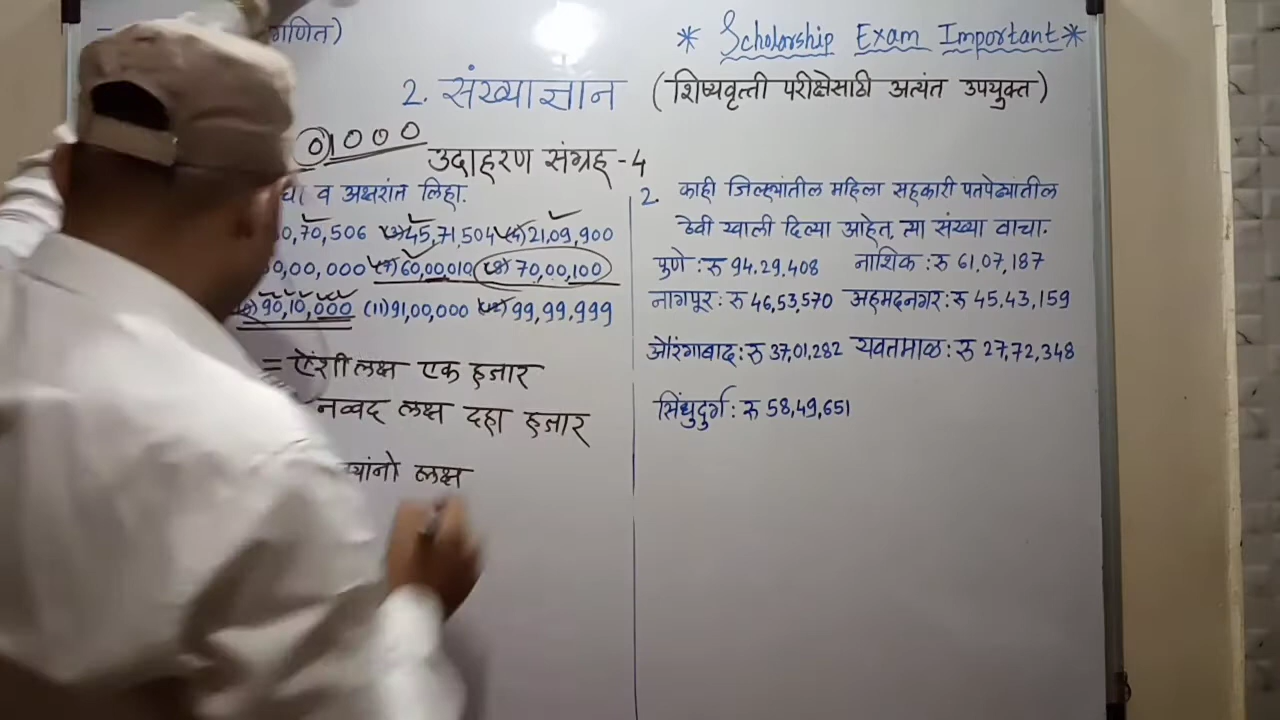 गणित)
* Scholorship Exam Important *
2. संख्याज्ञान (शिष्यवृत्ती परीक्षेसाठी अत्यंत उपयुक्त)
01000
उदाहरण संग्रह-4
व अक्षरांत लिहा.
0,70,506 45,71,504 21,09,900
0,00,000 60,00,010 70,00,100
90,10,000 (11) 91,00,000 99,99,999
= ऐंशी लक्ष एक हजार
नव्वद लक्ष दहा हजार
लक्ष
2. काही जिल्ह्यांतील महिला सहकारी पतपेढ्यांतील
ठेवी खाली दिल्या आहेत, त्या संख्या वाचा.
पुणे : रु 94,29,408 नाशिक : रु 61,07,187
नागपूर : रु 46,53,570 अहमदनगर : रु 45,43,159
औरंगाबाद : रु 37,01,282 यवतमाळ : रु 27,72,348
सिंधुदुर्ग : रु 58,49,651